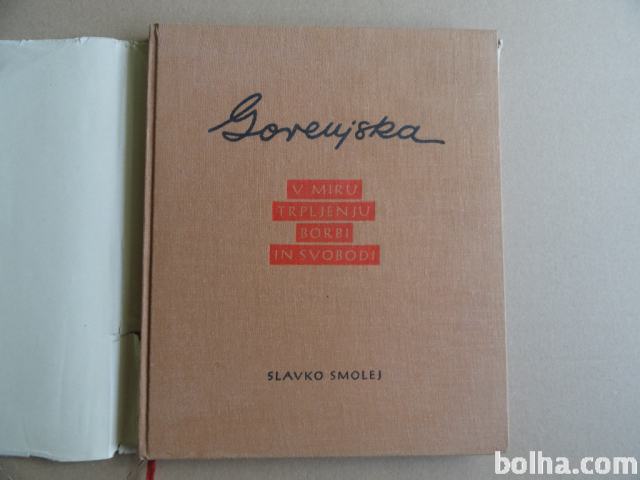 Gorenjska
V MIRU
TRPLJENJU
BORBI
IN SVOBODI
SLAVKO SMOLEJ
bolha.com